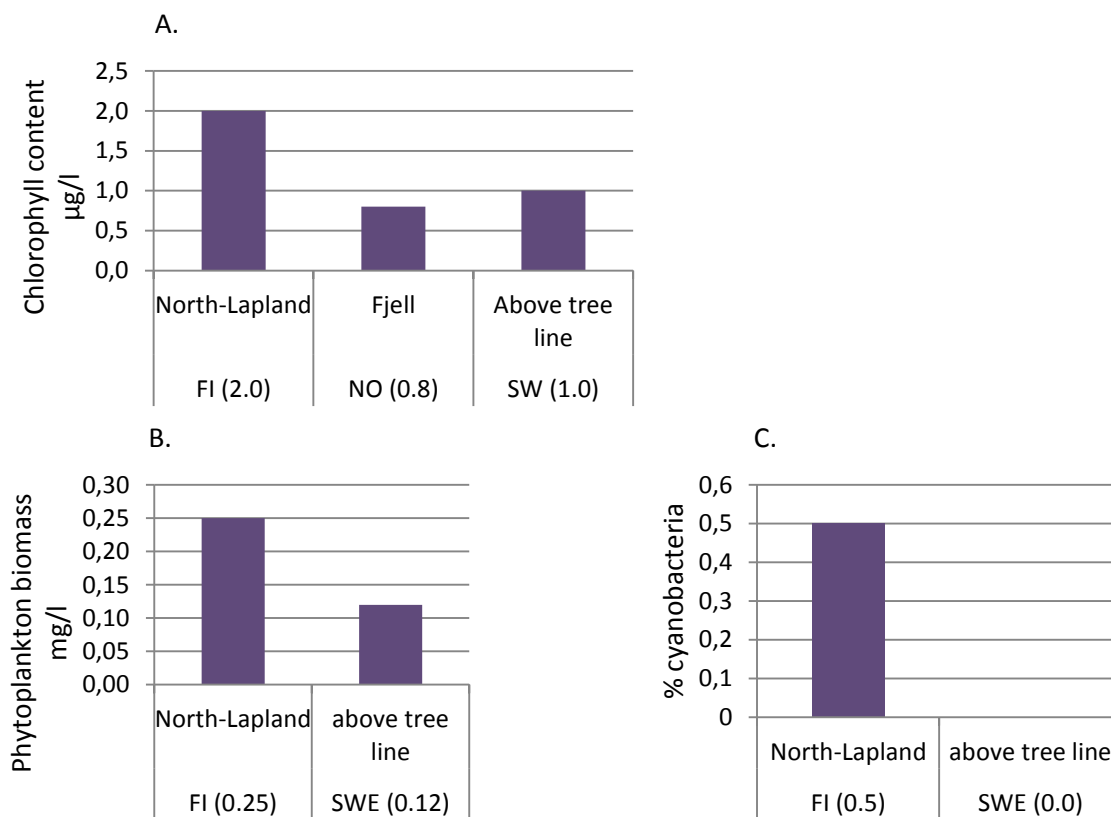 A.
Chlorophyll content
µg/l
2,5
2,0
1,5
1,0
0,5
0,0
North-Lapland
Fjell
Above tree
line
FI (2.0)
NO (0.8)
SW (1.0)
B.
Phytoplankton biomass
mg/l
0,30
0,25
0,20
0,15
0,10
0,05
0,00
North-Lapland
above tree
line
FI (0.25)
SWE (0.12)
C.
% cyanobacteria
0,6
0,5
0,4
0,3
0,2
0,1
0
North-Lapland
above tree line
FI (0.5)
SWE (0.0)